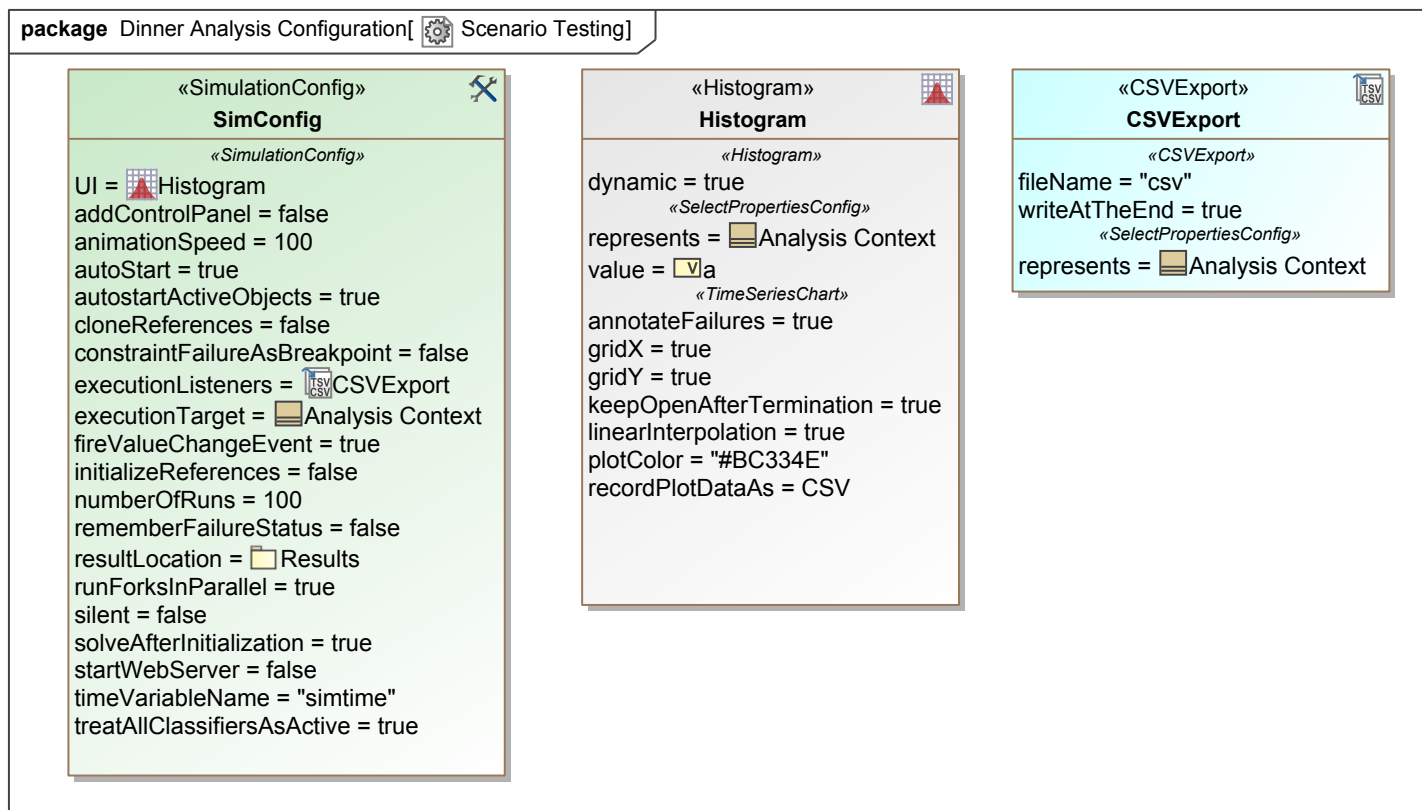 package Dinner Analysis Configuration[ Scenario Testing]
«SimulationConfig»
SimConfig
«SimulationConfig»
UI = Histogram
addControlPanel = false
animationSpeed = 100
autoStart = true
autostartActiveObjects = true
cloneReferences = false
constraintFailureAsBreakpoint = false
executionListeners = TSV CSV CSVExport
executionTarget = Analysis Context
fireValueChangeEvent = true
initializeReferences = false
numberOfRuns = 100
rememberFailureStatus = false
resultLocation = Results
runForksInParallel = true
silent = false
solveAfterInitialization = true
startWebServer = false
timeVariableName = "simtime"
treatAllClassifiersAsActive = true
«Histogram»
Histogram
«Histogram»
dynamic = true
«SelectPropertiesConfig»
represents = Analysis Context
value = V a
«TimeSeriesChart»
annotateFailures = true
gridX = true
gridY = true
keepOpenAfterTermination = true
linearInterpolation = true
plotColor = "#BC334E"
recordPlotDataAs = CSV
«CSVExport»
TSV
CSV
CSVExport
«CSVExport»
fileName = "csv"
writeAtTheEnd = true
«SelectPropertiesConfig»
represents = Analysis Context